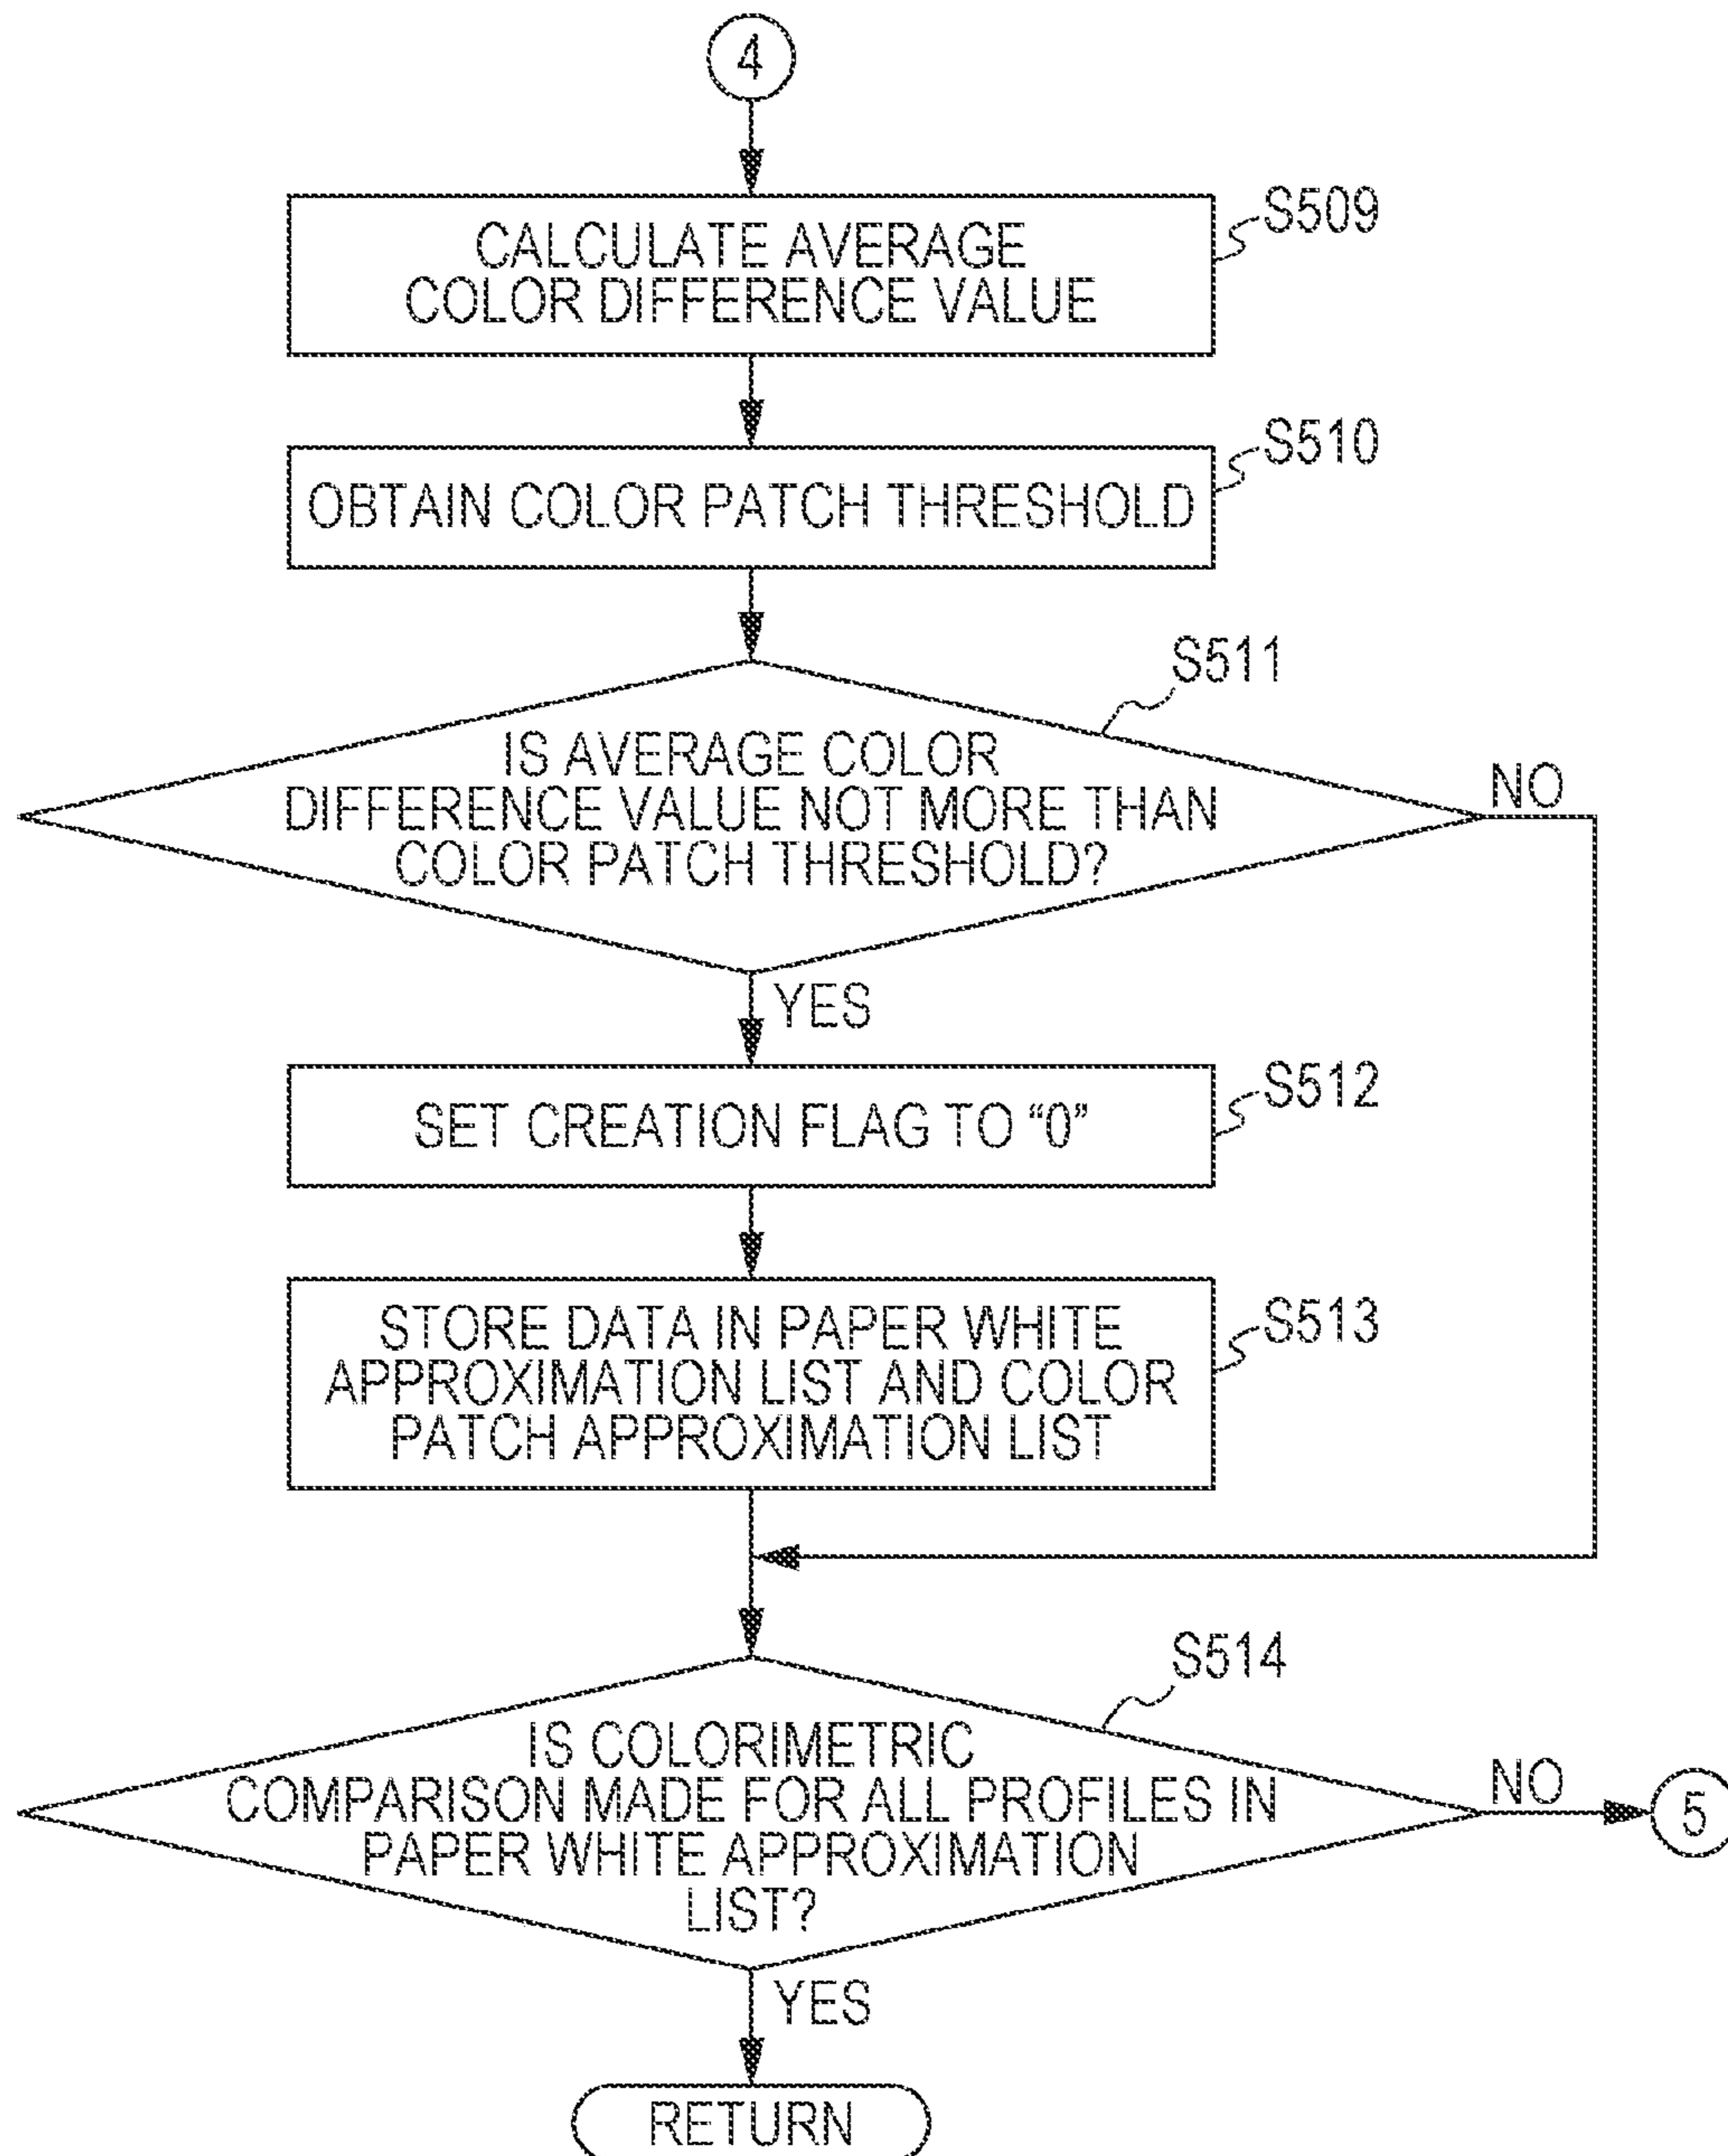 4
S509
CALCULATE AVERAGE
COLOR DIFFERENCE VALUE
S510
OBTAIN COLOR PATCH THRESHOLD
S511
IS AVERAGE COLOR
DIFFERENCE VALUE NOT MORE THAN
COLOR PATCH THRESHOLD?
NO
YES
S512
SET CREATION FLAG TO “0”
S513
STORE DATA IN PAPER WHITE
APPROXIMATION LIST AND COLOR
PATCH APPROXIMATION LIST
S514
IS COLORIMETRIC
COMPARISON MADE FOR ALL PROFILES IN
PAPER WHITE APPROXIMATION
LIST?
NO
5
YES
RETURN